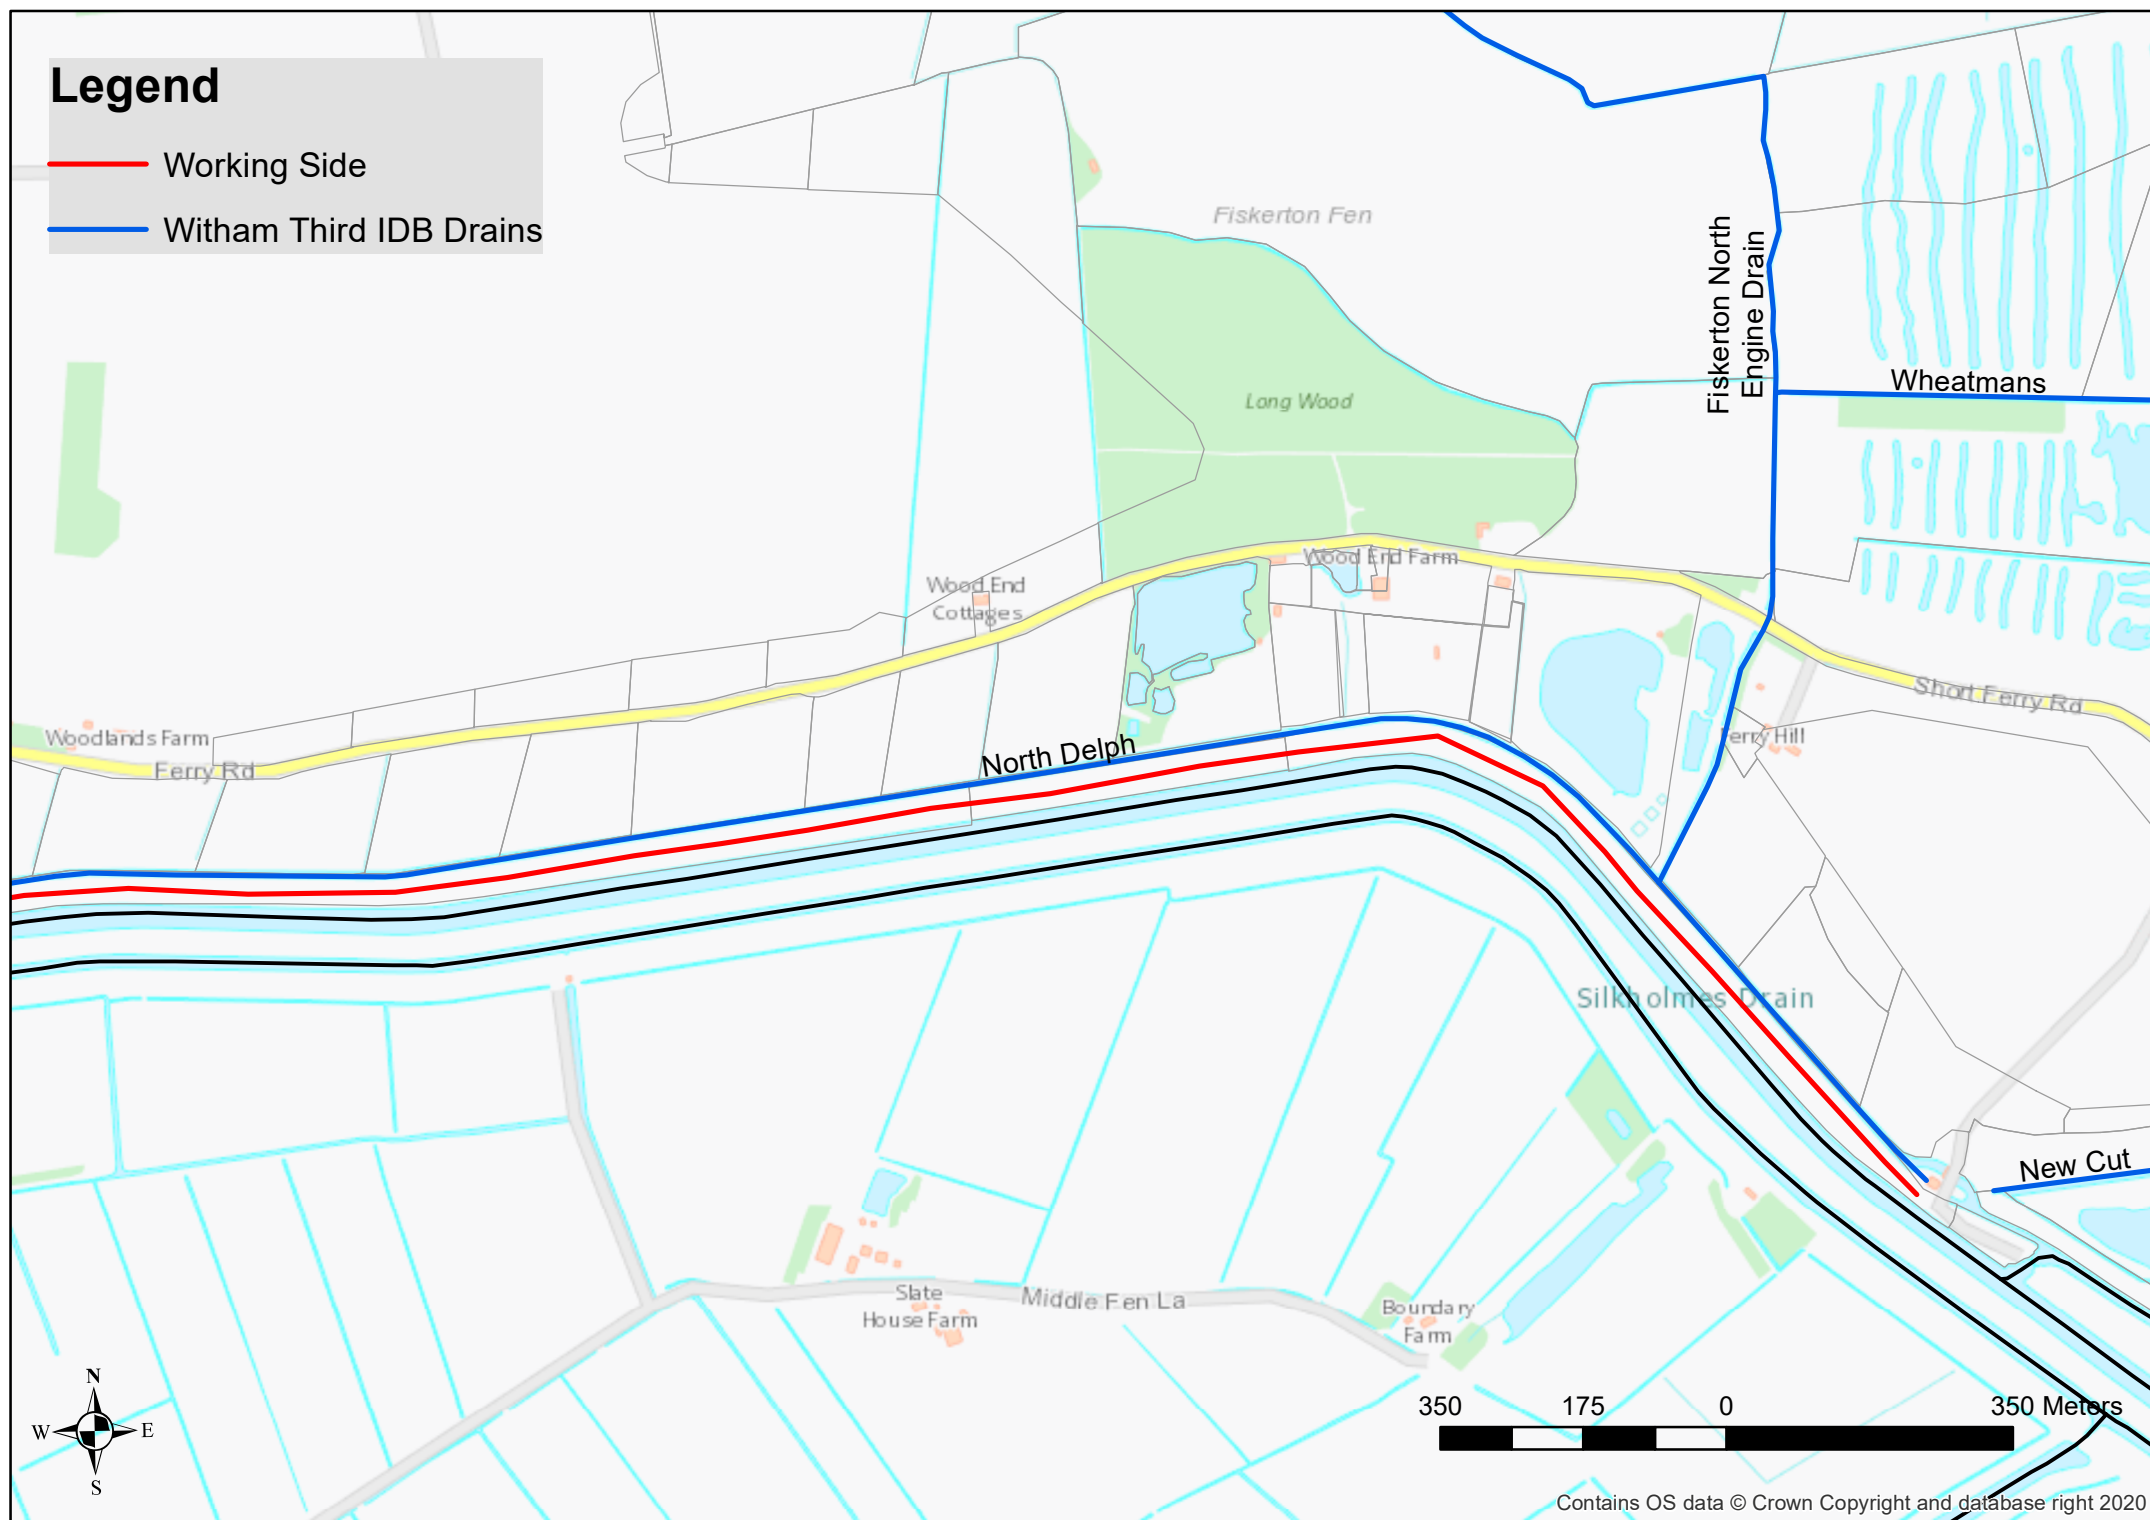 Legend
Working Side
Witham Third IDB Drains
Fiskerton Fen
Fiskerton North
Engine Drain
Wheatmans
Long Wood
Wood End Farm
Wood End
Cottages
Short Ferry Rd
Woodlands Farm
Ferry Rd
Ferry Hill
North Delph
Silkholmes Drain
New Cut
Slate
House Farm
Middle Fen La
Boundary
Farm
N
W
E
S
350 175 0 350 Meters
Contains OS data © Crown Copyright and database right 2020